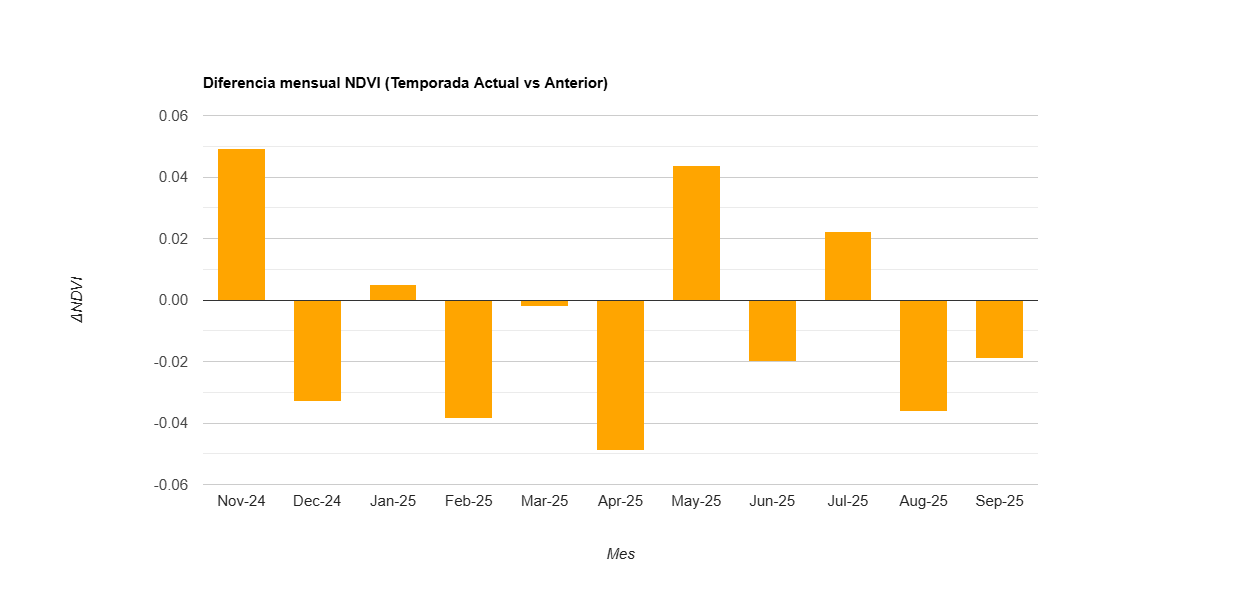 Diferencia mensual NDVI (Temporada Actual vs Anterior)
0.06
0.04
0.02
0.00
-0.02
-0.04
-0.06
ΔNDVI
Nov-24 Dec-24 Jan-25 Feb-25 Mar-25 Apr-25 May-25 Jun-25 Jul-25 Aug-25 Sep-25
Mes